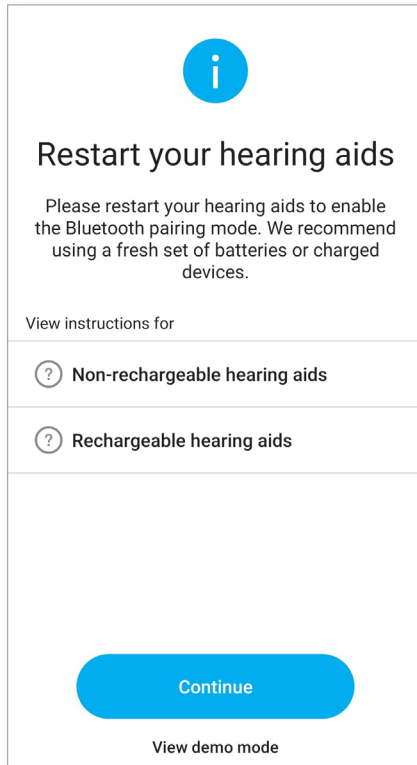 i
Restart your hearing aids
Please restart your hearing aids to enable
the Bluetooth pairing mode. We recommend
using a fresh set of batteries or charged
devices.
View instructions for
? Non-rechargeable hearing aids
? Rechargeable hearing aids
Continue
View demo mode